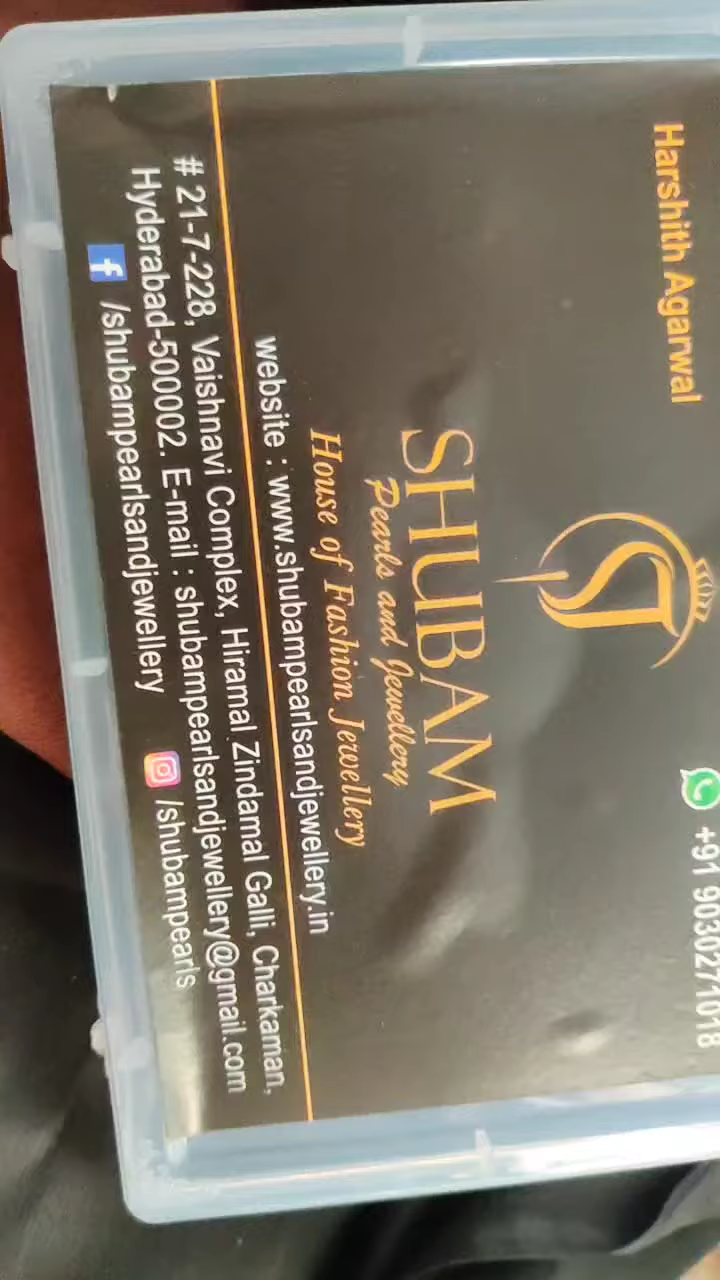 Harshith Agarwal
+91 9030271018
SHUBAM
Pearls and Jewellery
House of Fashion Jewellery
website : www.shubampearlsandjewellery.in
# 21-7-228, Vaishnavi Complex, Hiramal Zindamal Galli, Charkaman,
Hyderabad-500002. E-mail : shubampearlsandjewellery@gmail.com
/shubampearlsandjewellery /shubampearls